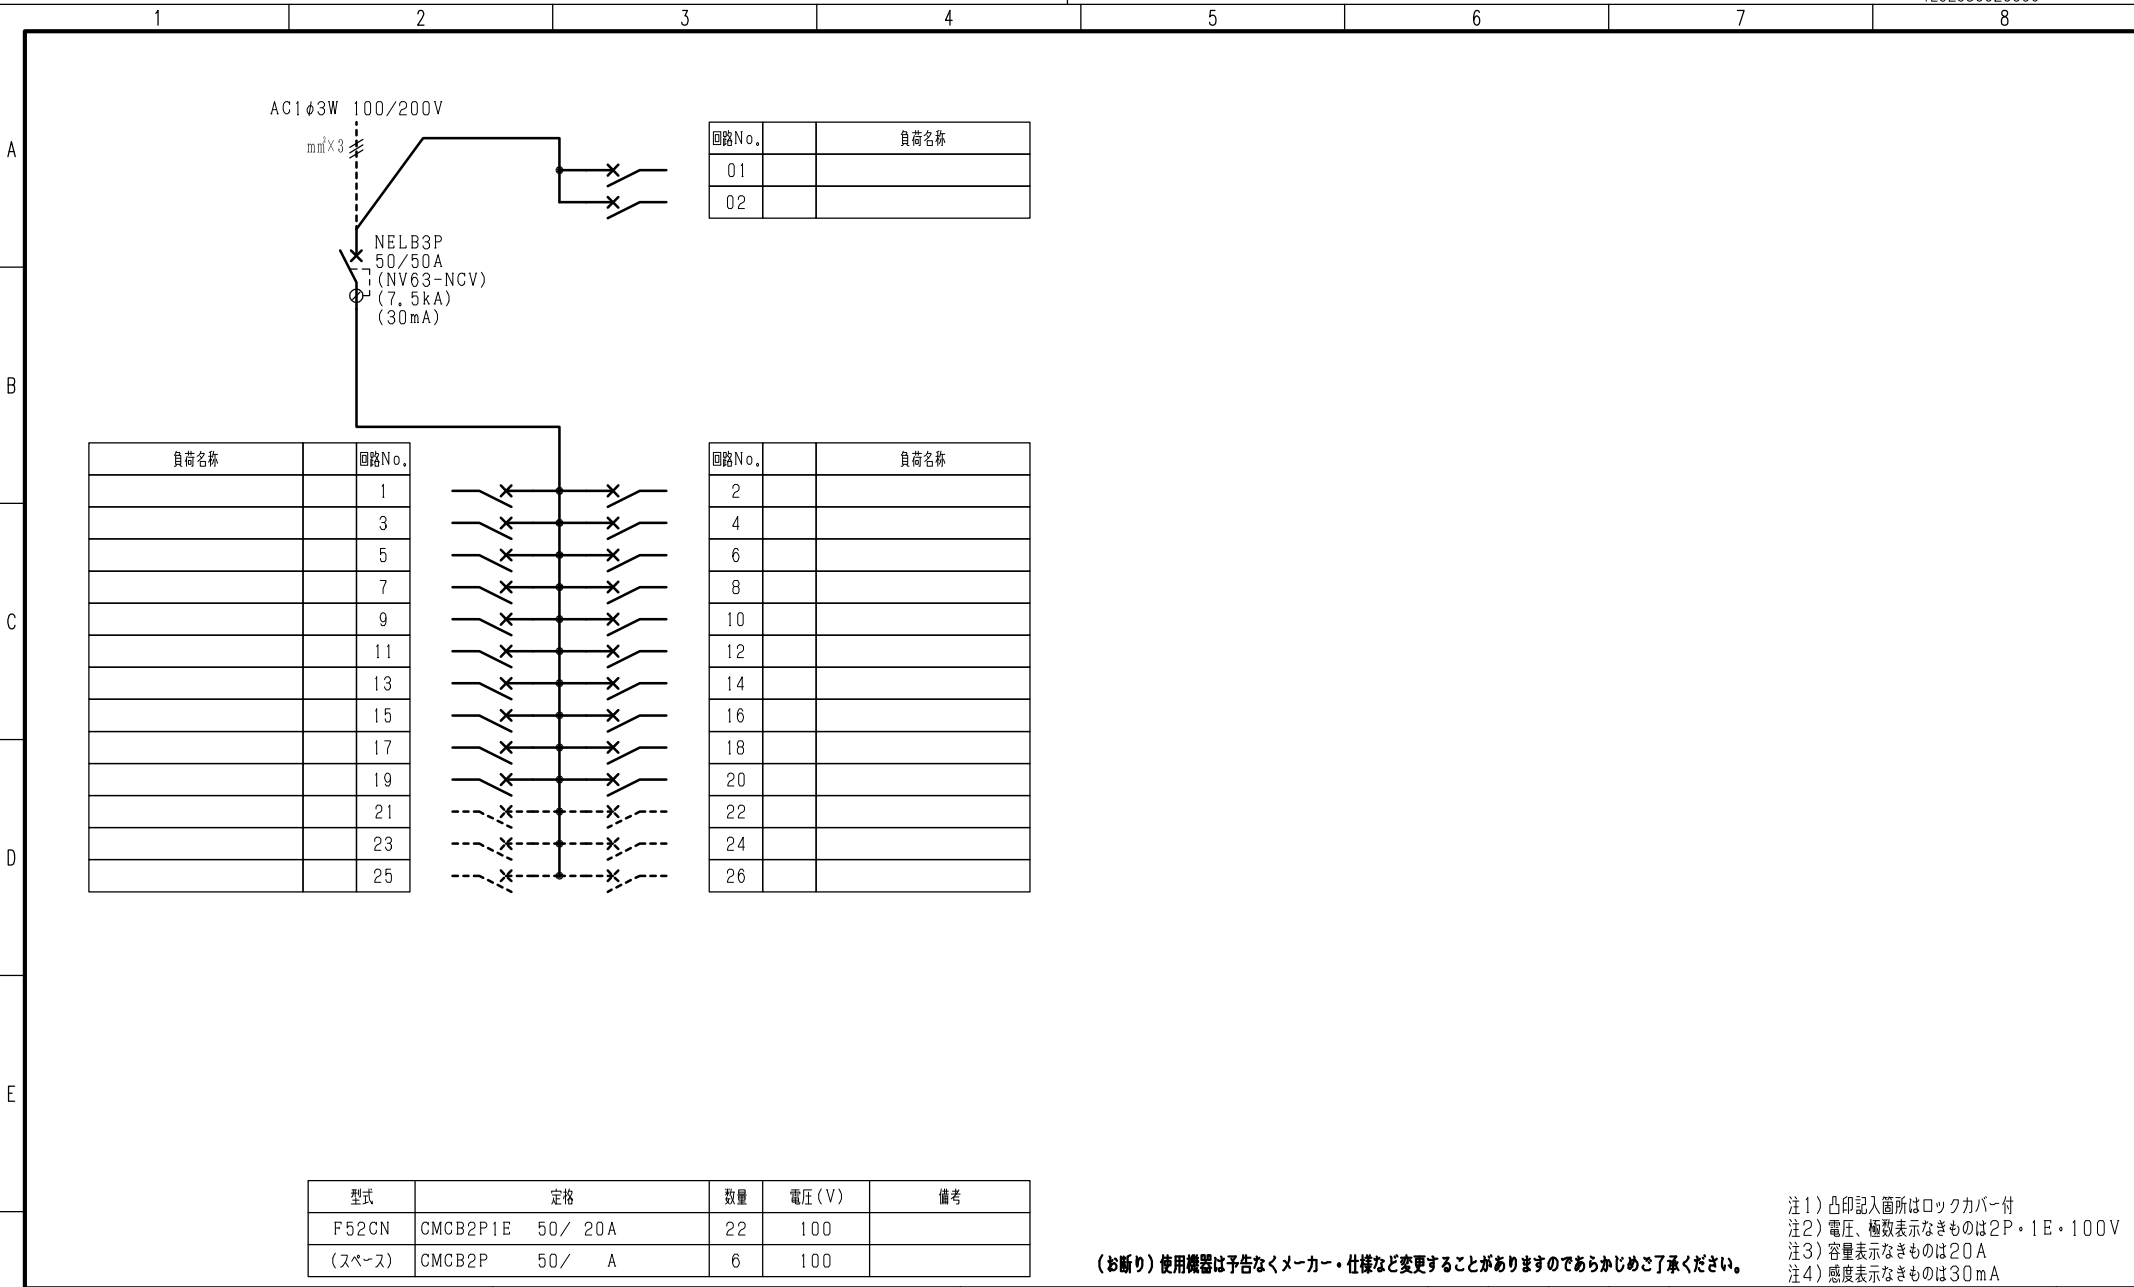 1 2 3 4 5 6 7 8
AC1φ3W 100/200V
mm²×3
A
回路No. 負荷名称
01
02
NELB3P
50/50A
(NV63-NCV)
(7.5kA)
(30mA)
B
負荷名称 回路No. 回路No. 負荷名称
1 2
3 4
5 6
7 8
9 10
C
11 12
13 14
15 16
17 18
19 20
21 22
23 24
D
25 26
E
型式 定格 数量 電圧(V) 備考
F52CN CMCB2P1E 50/ 20A 22 100
(スペース) CMCB2P 50/ A 6 100
(お断り)使用機器は予告なくメーカー・仕様など変更することがありますのであらかじめご了承ください。
注1)凸印記入箇所はロックカバー付
注2)電圧、極数表示なきものは2P・1E・100V
注3)容量表示なきものは20A
注4)感度表示なきものは30mA